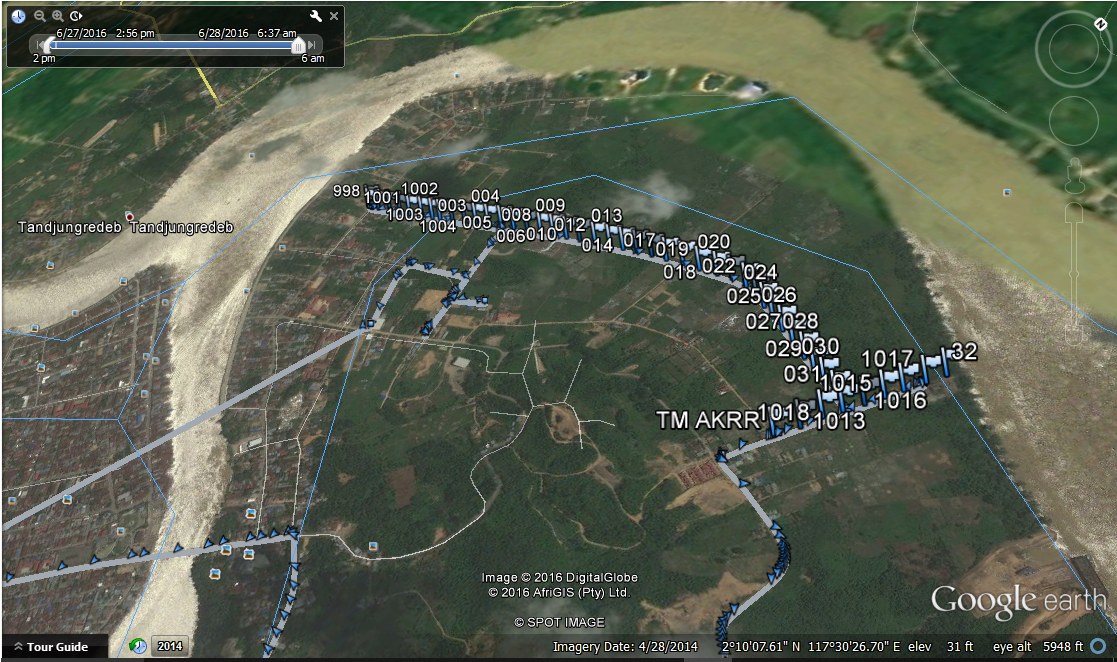 6/27/2016 2:56 pm 6/28/2016 6:37 am
2 pm 6 am
N
998 1001 1002 003 004 009
1003 1004 005 006 008 010 012 013
014 017 019 020
018 022 024
025 026
027 028
029 030
031 1015 1017 32
1016
TM AKRR 1018 1013
Tandjungredeb Tandjungredeb
Image © 2016 DigitalGlobe
© 2016 AfriGIS (Pty) Ltd.
© SPOT IMAGE
Google earth
Tour Guide 2014 Imagery Date: 4/28/2014 2°10'07.61" N 117°30'26.70" E elev 31 ft eye alt 5948 ft